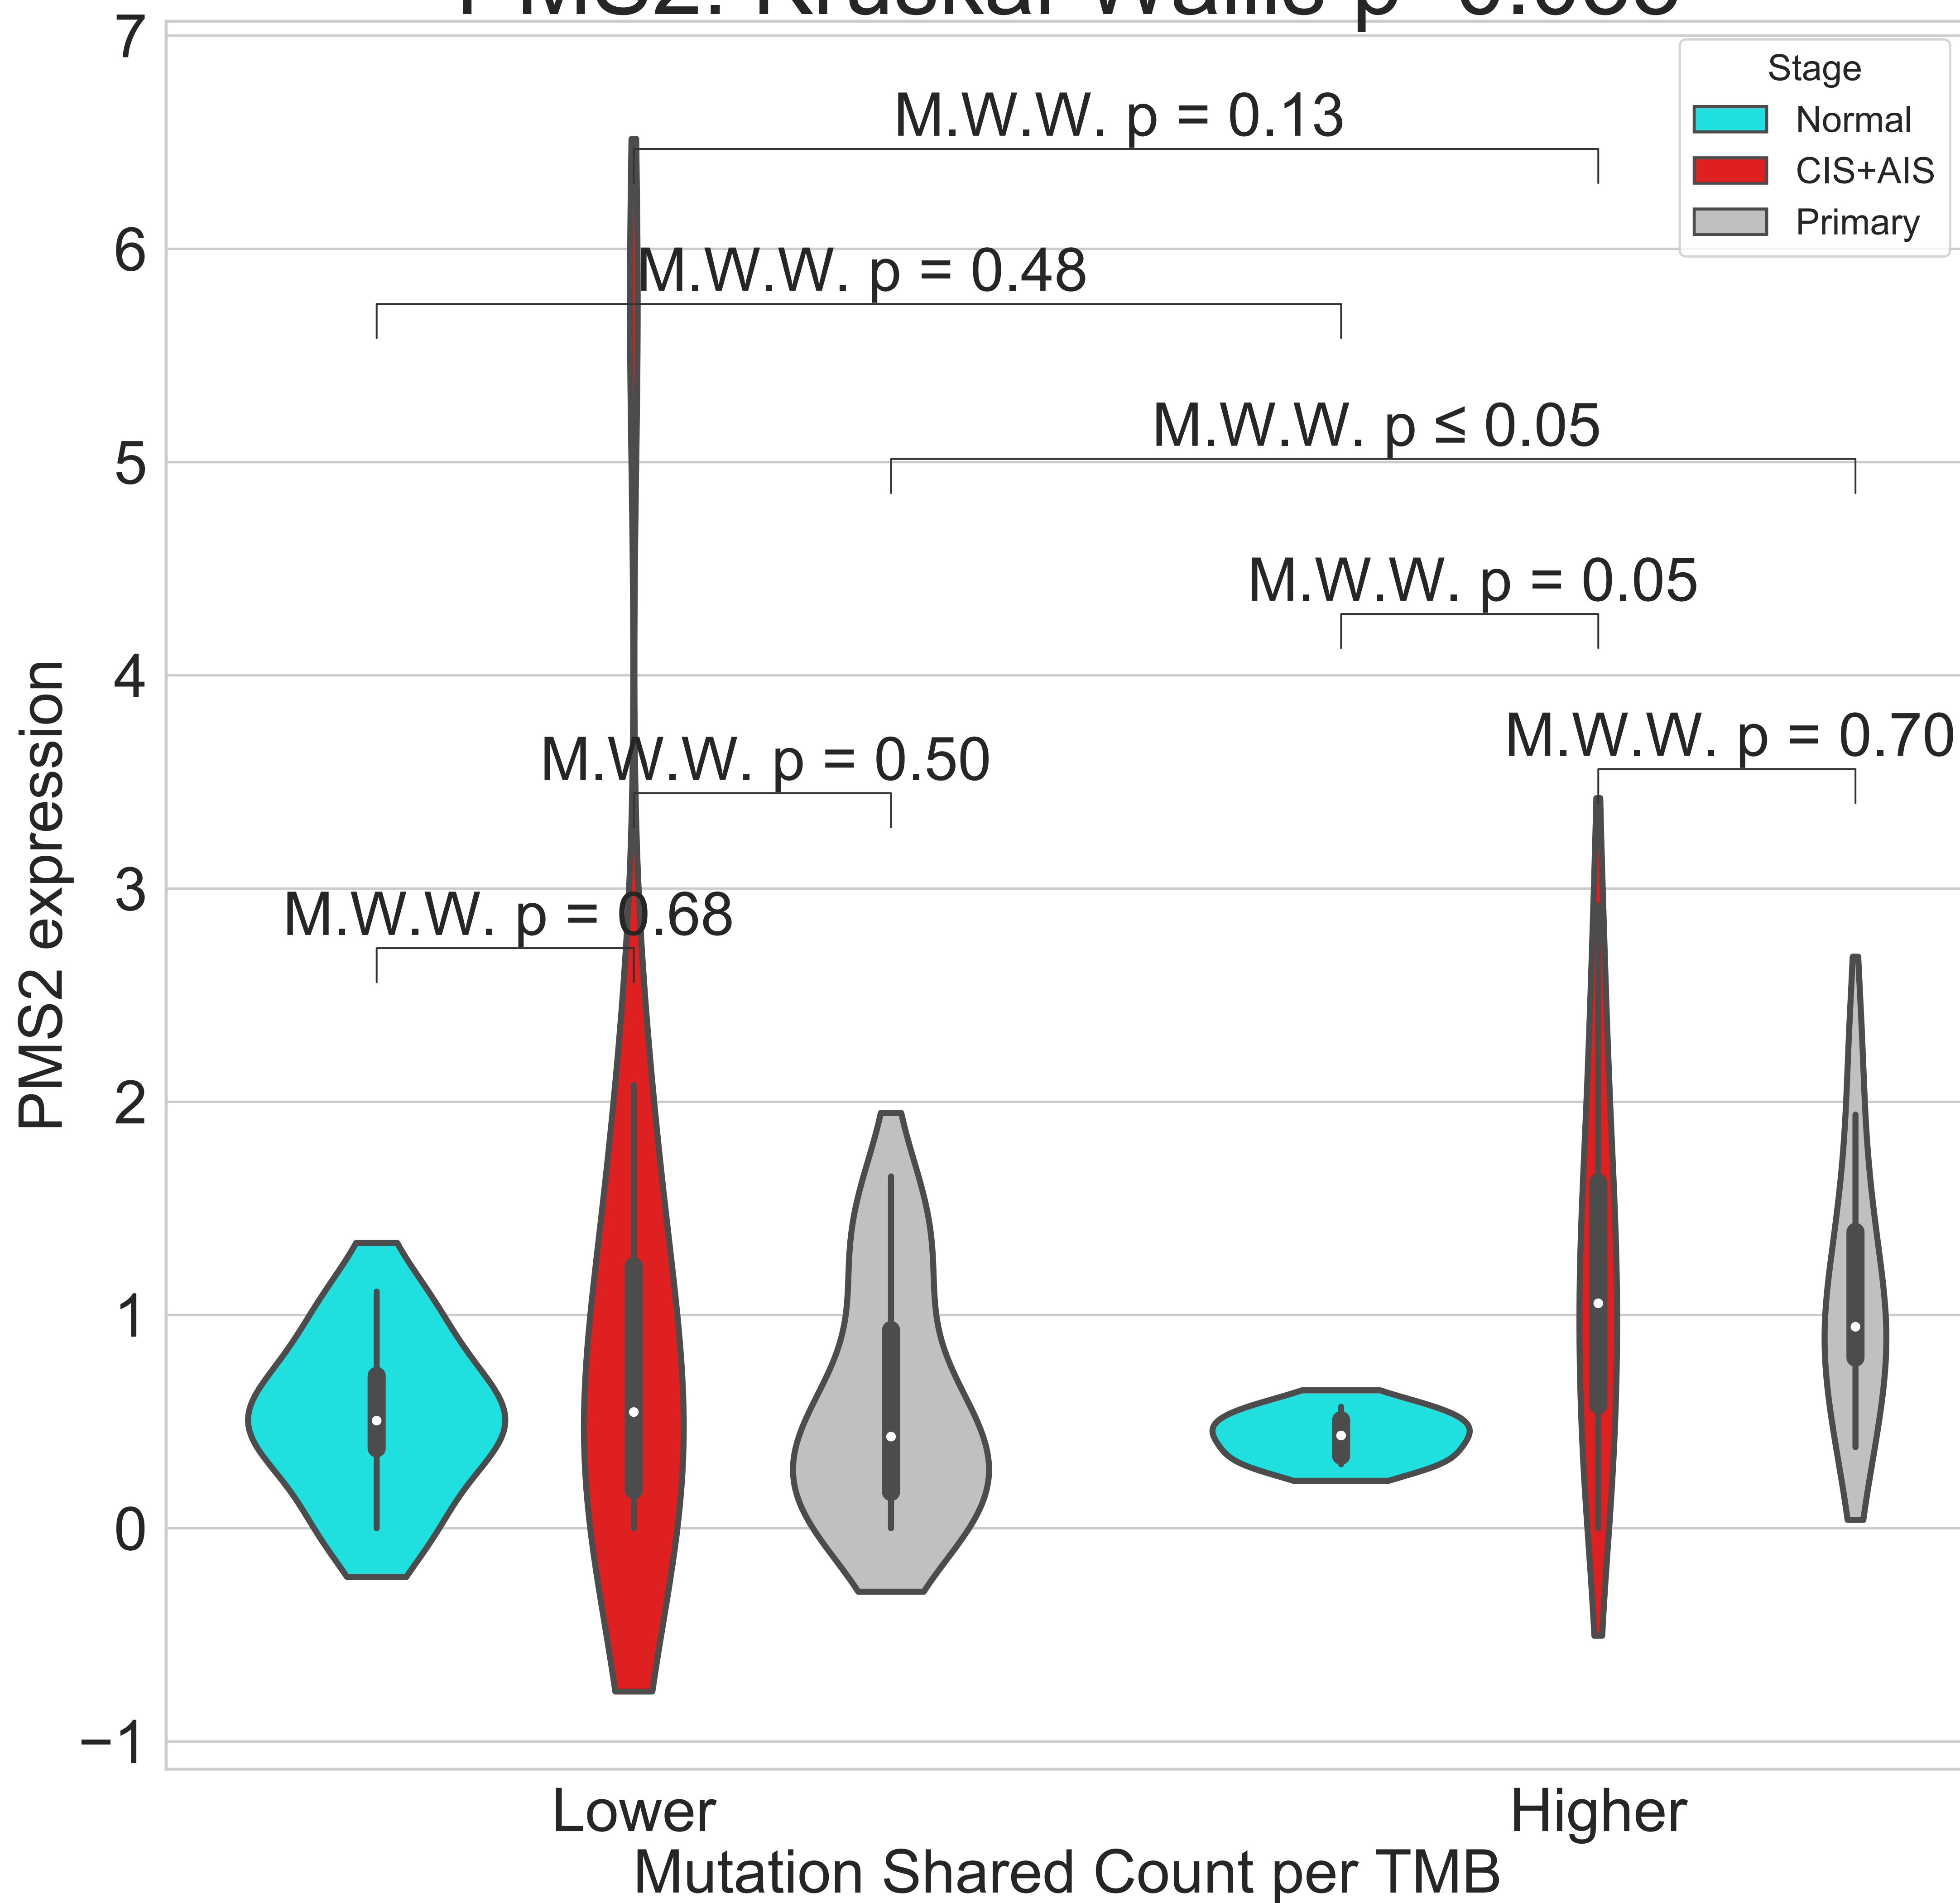 7
Stage
Normal
CIS+AIS
Primary
M.W.W. p = 0.13
6
M.W.W. p = 0.48
5
M.W.W. p ≤ 0.05
M.W.W. p = 0.05
4
M.W.W. p = 0.70
M.W.W. p = 0.50
3
M.W.W. p = 0.68
2
1
0
−1
PMS2 expression
Lower
Higher
Mutation Shared Count per TMB